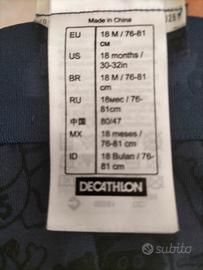 Made in China
EU 18 M / 76-81 CM
US 18 months / 30-32in
BR 18 M / 76-81 cm
RU 18мес / 76-81cm
中国 80/47
MX 18 meses / 76-81 cm
ID 18 Bulan / 76-81 cm
DECATHLON
subito